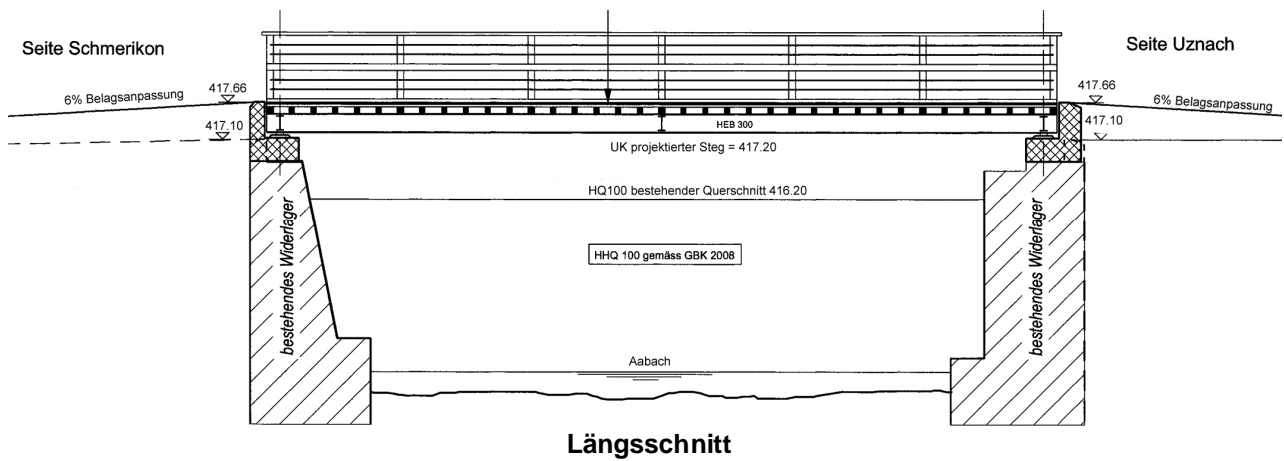 Seite Schmerikon
Seite Uznach
417.66
417.66
6% Belagsanpassung
6% Belagsanpassung
417.10
417.10
HEB 300
UK projektierter Steg = 417.20
HQ100 bestehender Querschnitt 416.20
bestehendes Widerlager
bestehendes Widerlager
HHQ 100 gemäss GBK 2008
Aabach
Längsschnitt